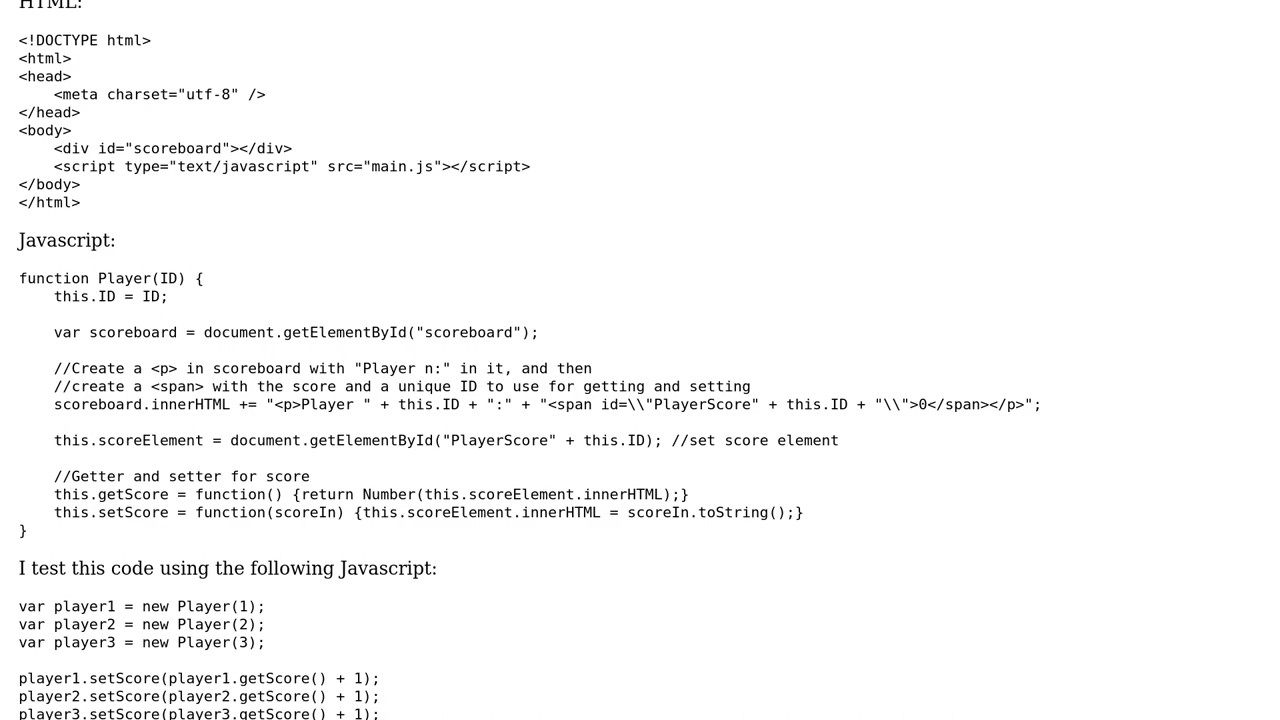 HTML:
<!DOCTYPE html>
<html>
<head>
    <meta charset="utf-8" />
</head>
<body>
    <div id="scoreboard"></div>
    <script type="text/javascript" src="main.js"></script>
</body>
</html>
Javascript:
function Player(ID) {
    this.ID = ID;
    var scoreboard = document.getElementById("scoreboard");
    //Create a <p> in scoreboard with "Player n:" in it, and then
    //create a <span> with the score and a unique ID to use for getting and setting
    scoreboard.innerHTML += "<p>Player " + this.ID + ":" + "<span id=\\"PlayerScore" + this.ID + "\\">0</span></p>";
    this.scoreElement = document.getElementById("PlayerScore" + this.ID); //set score element
    //Getter and setter for score
    this.getScore = function() {return Number(this.scoreElement.innerHTML);}
    this.setScore = function(scoreIn) {this.scoreElement.innerHTML = scoreIn.toString();}
}
I test this code using the following Javascript:
var player1 = new Player(1);
var player2 = new Player(2);
var player3 = new Player(3);
player1.setScore(player1.getScore() + 1);
player2.setScore(player2.getScore() + 1);
player3.setScore(player3.getScore() + 1);